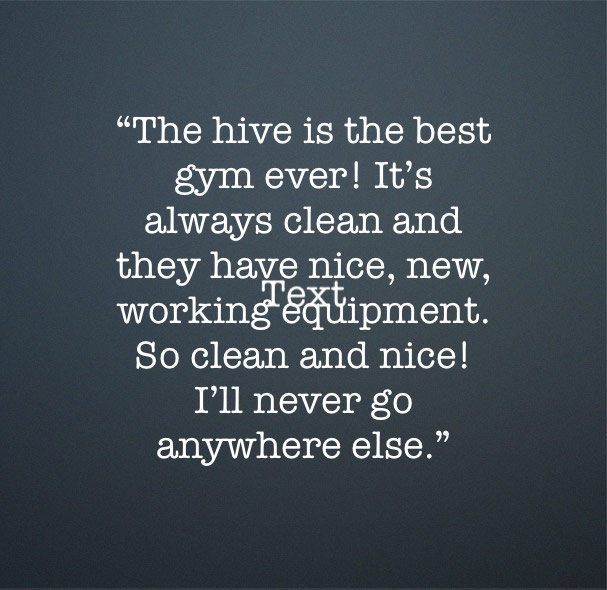 “The hive is the best
gym ever! It’s
always clean and
they have nice, new,
Text
working equipment.
So clean and nice!
I’ll never go
anywhere else.”